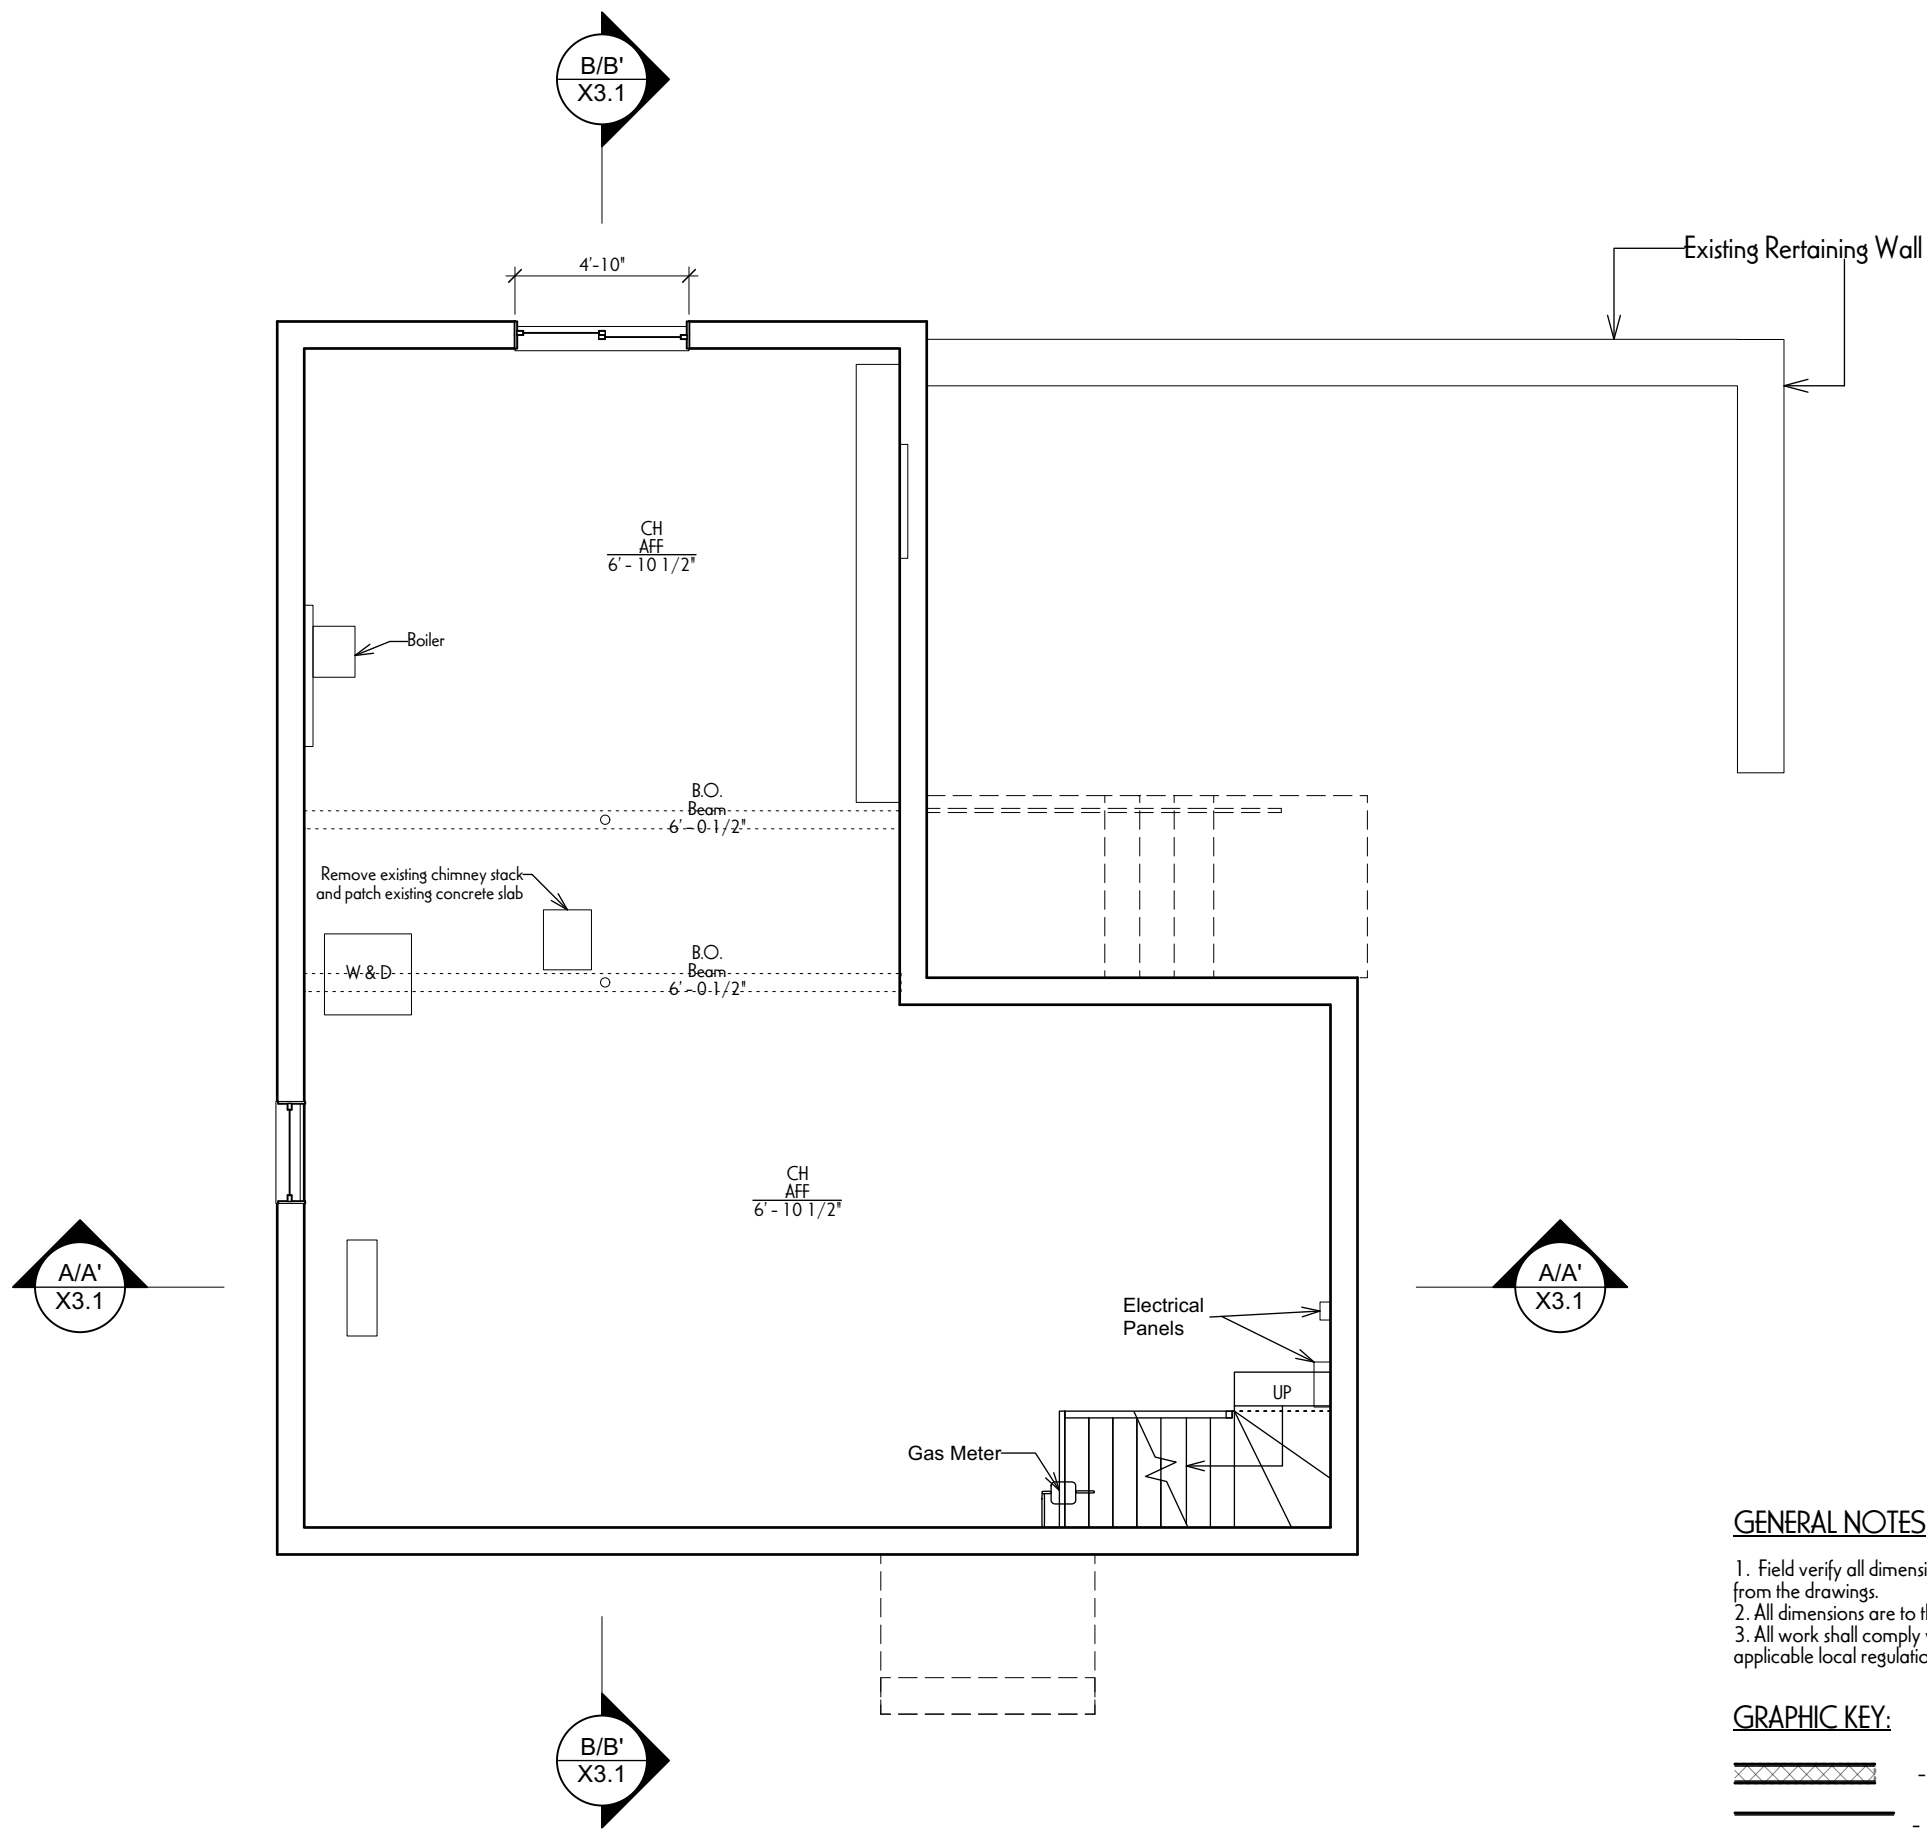 B/B'
X3.1
4'-10"
Existing Rertaining Wall
CH
AFF
6' - 10 1/2"
Boiler
B.O.
Beam
6' - 0 1/2"
Remove existing chimney stack
and patch existing concrete slab
W & D
B.O.
Beam
6' - 0 1/2"
CH
AFF
6' - 10 1/2"
A/A'
X3.1
A/A'
X3.1
Electrical
Panels
UP
Gas Meter
GENERAL NOTES
1. Field verify all dimensi
from the drawings.
2. All dimensions are to t
3. All work shall comply
applicable local regulatio
B/B'
X3.1
GRAPHIC KEY:
-
-